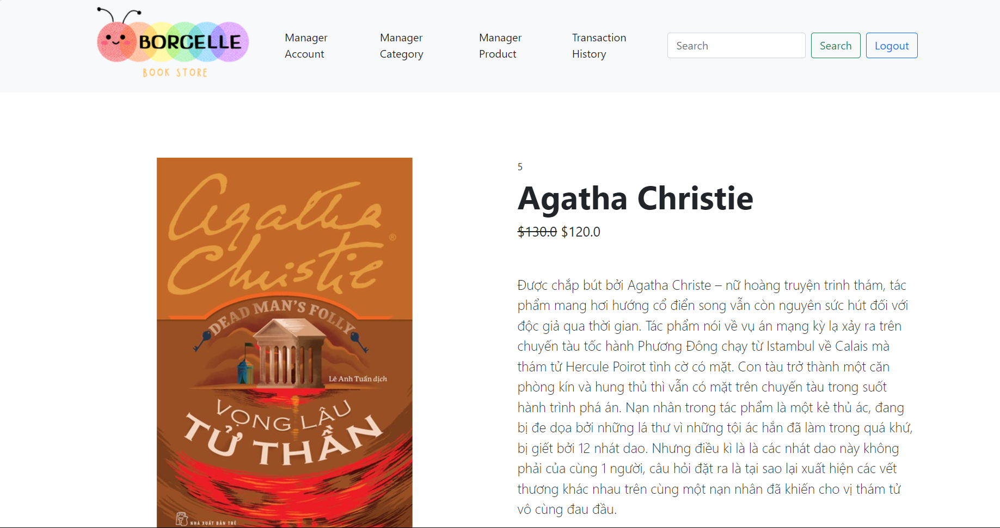 BORCELLE
BOOK STORE
Manager
Account
Manager
Category
Manager
Product
Transaction
History
Search
Search
Logout
Agatha
Christie
®
DEAD MAN'S FOLLY
Lê Anh Tuấn dịch
VỌNG LÂU
TỬ THẦN
NHÀ XUẤT BẢN TRẺ
5
Agatha Christie
$130.0 $120.0
Được chắp bút bởi Agatha Christe – nữ hoàng truyện trinh thám, tác
phẩm mang hơi hướng cổ điển song vẫn còn nguyên sức hút đối với
độc giả qua thời gian. Tác phẩm nói về vụ án mạng kỳ lạ xảy ra trên
chuyến tàu tốc hành Phương Đông chạy từ Istambul về Calais mà
thám tử Hercule Poirot tình cờ có mặt. Con tàu trở thành một căn
phòng kín và hung thủ thì vẫn có mặt trên chuyến tàu trong suốt
hành trình phá án. Nạn nhân trong tác phẩm là một kẻ thủ ác, đang
bị đe dọa bởi những lá thư vì những tội ác hắn đã làm trong quá khứ,
bị giết bởi 12 nhát dao. Nhưng điều kì là là các nhát dao này không
phải của cùng 1 người, câu hỏi đặt ra là tại sao lại xuất hiện các vết
thương khác nhau trên cùng một nạn nhân đã khiến cho vị thám tử
vô cùng đau đầu.